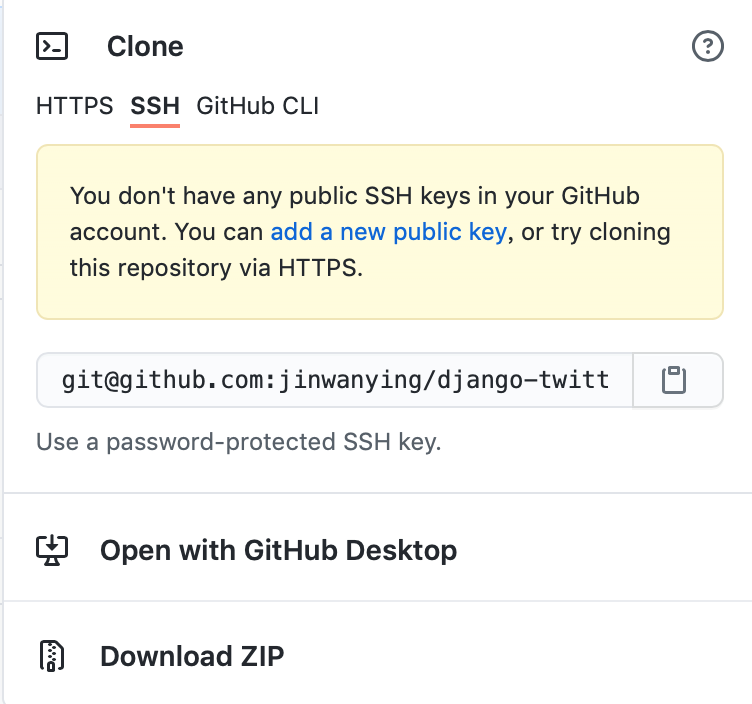 Clone
HTTPS SSH GitHub CLI
You don't have any public SSH keys in your GitHub
account. You can add a new public key, or try cloning
this repository via HTTPS.
git@github.com:jinwanying/django-twitt
Use a password-protected SSH key.
Open with GitHub Desktop
Download ZIP